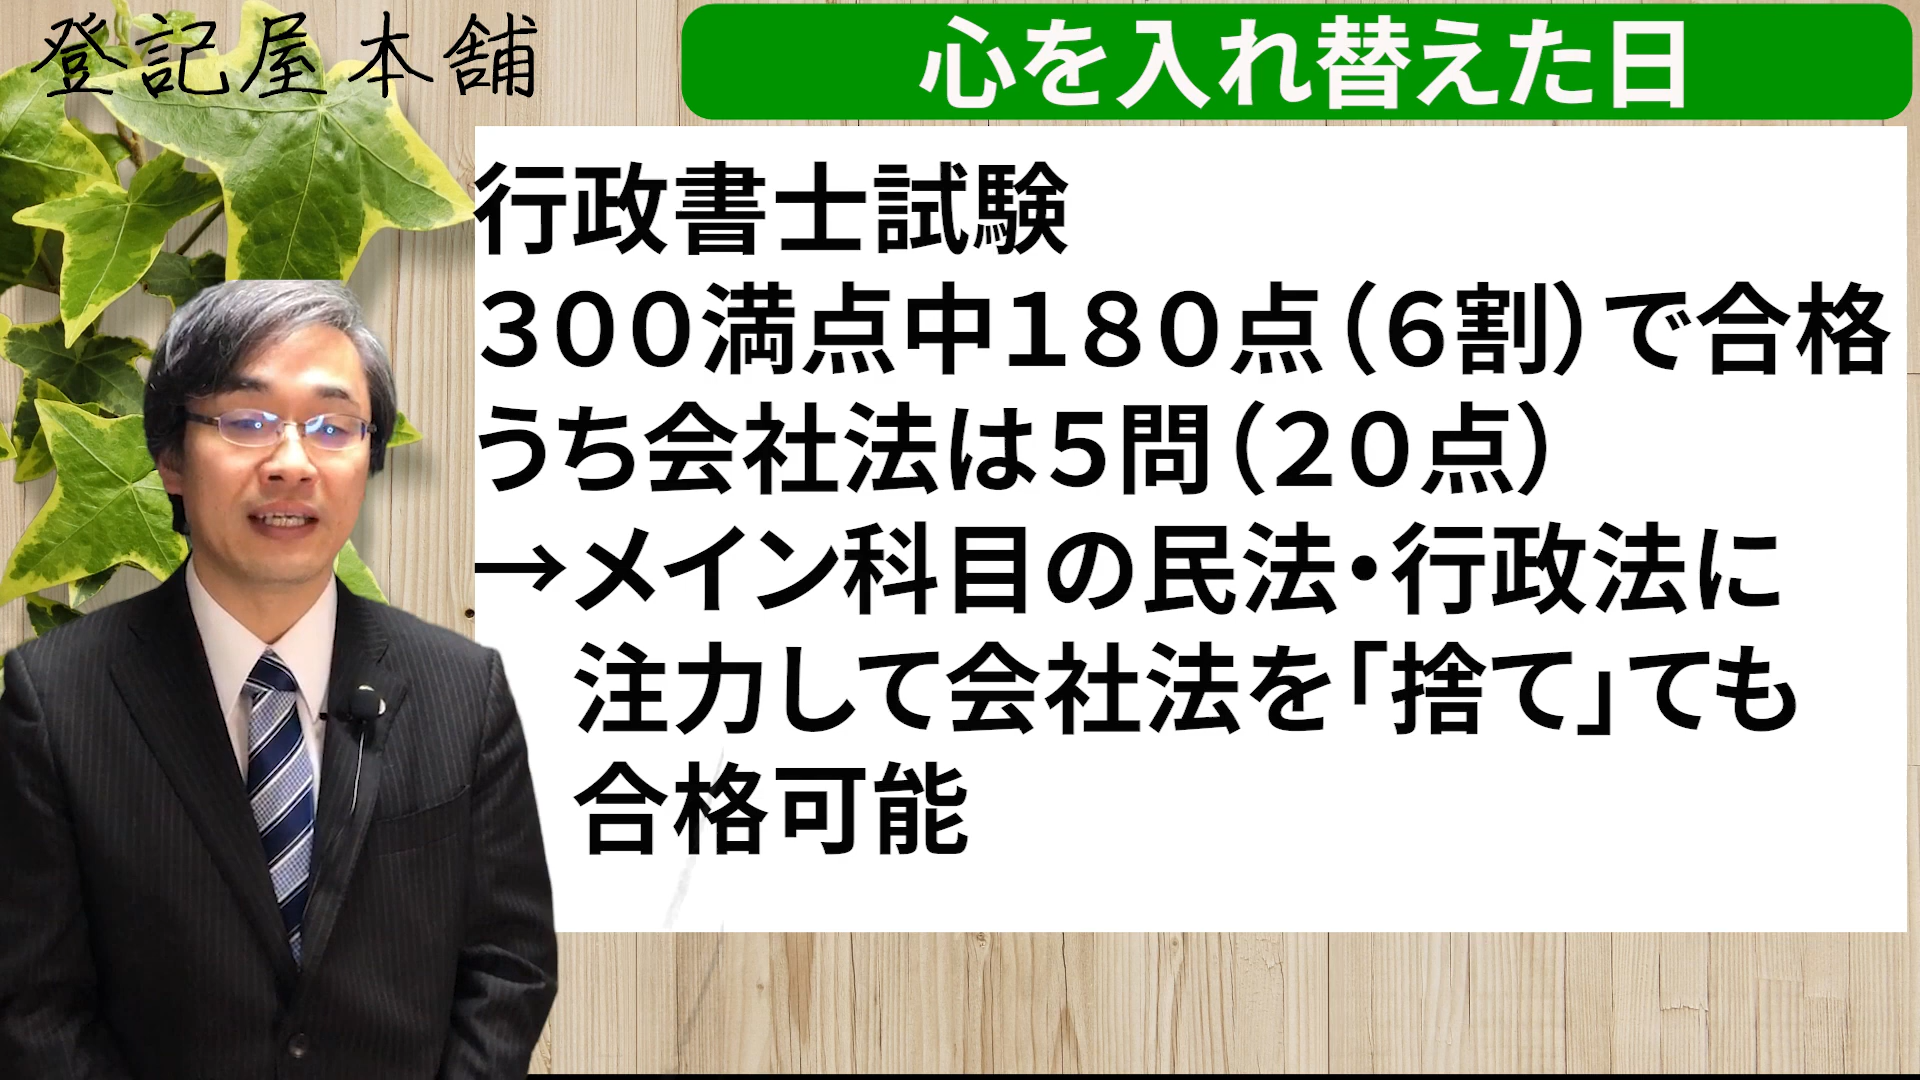 登記屋本舗
心を入れ替えた日
行政書士試験
３００満点中１８０点（６割）で合格
うち会社法は５問（２０点）
→メイン科目の民法・行政法に
注力して会社法を「捨て」ても
合格可能